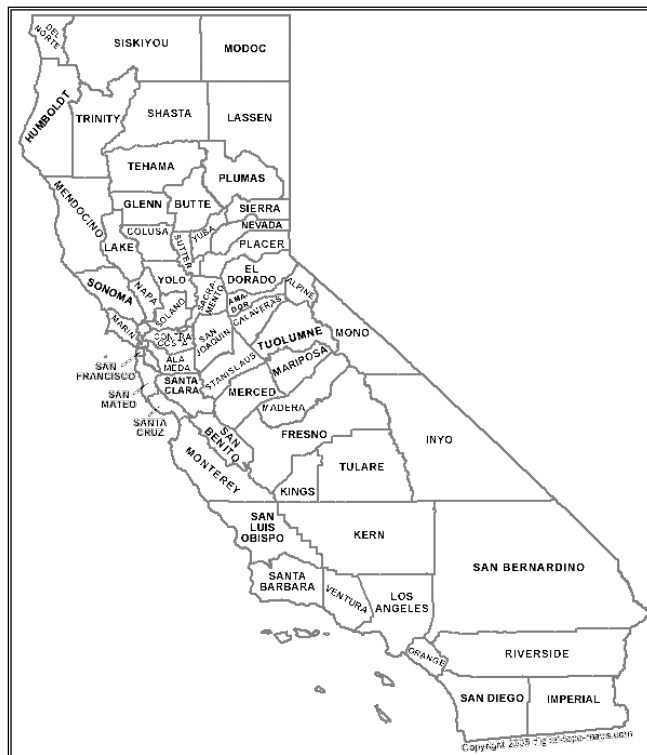 DEL
NORTE
SISKIYOU
MODOC
HUMBOLDT
TRINITY
SHASTA
LASSEN
TEHAMA
PLUMAS
MENDOCINO
GLENN
BUTTE
SIERRA
NEVADA
COLUSA
YUBA
SUTTER
PLACER
LAKE
EL
DORADO
YOLO
NAPA
SONOMA
SACRA-
MENTO
ALPINE
AMA-
DOR
SOLANO
CALAVERAS
MARIN
CONTRA
COSTA
SAN
JOAQUIN
TUOLUMNE
MONO
SAN
FRANCISCO
ALA
MEDA
STANISLAUS
MARIPOSA
SANTA
CLARA
MERCED
SAN
MATEO
MADERA
SANTA
CRUZ
SAN
BENITO
FRESNO
INYO
MONTEREY
TULARE
KINGS
SAN
LUIS
OBISPO
KERN
SAN BERNARDINO
SANTA
BARBARA
VENTURA
LOS
ANGELES
ORANGE
RIVERSIDE
SAN DIEGO
IMPERIAL
Copyright